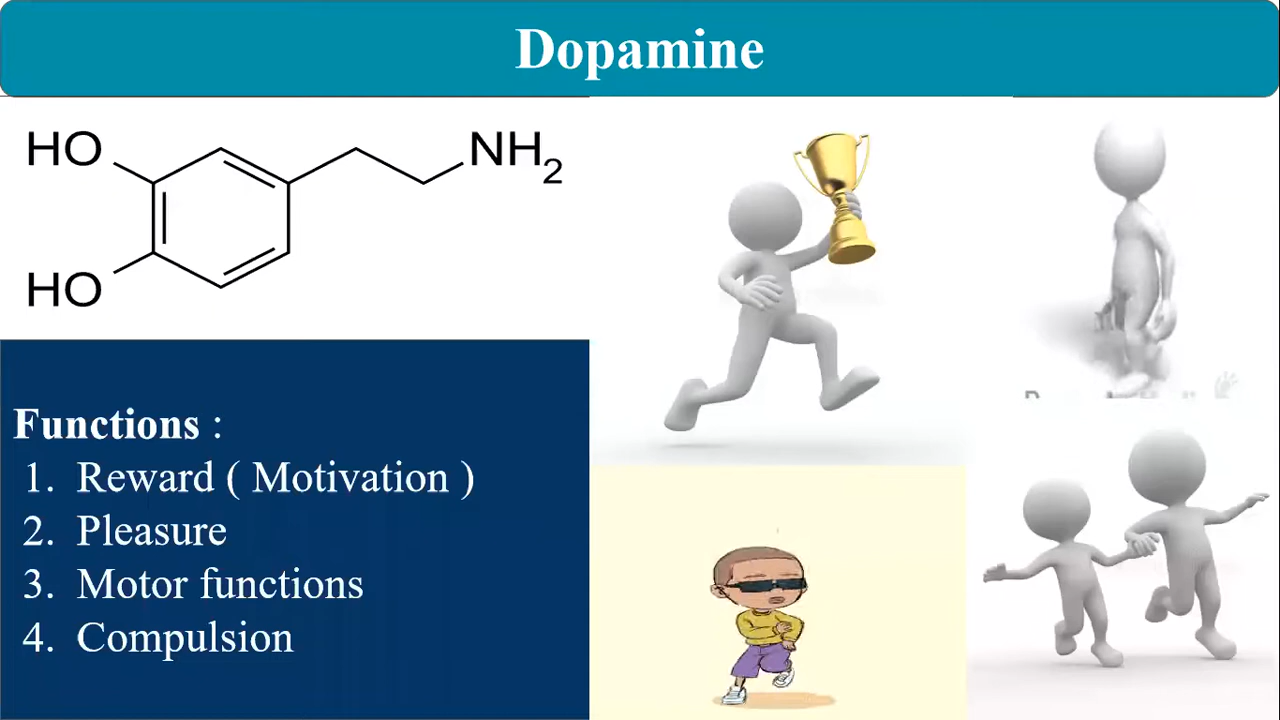 Dopamine
HO
NH2
HO
Functions :
1. Reward ( Motivation )
2. Pleasure
3. Motor functions
4. Compulsion